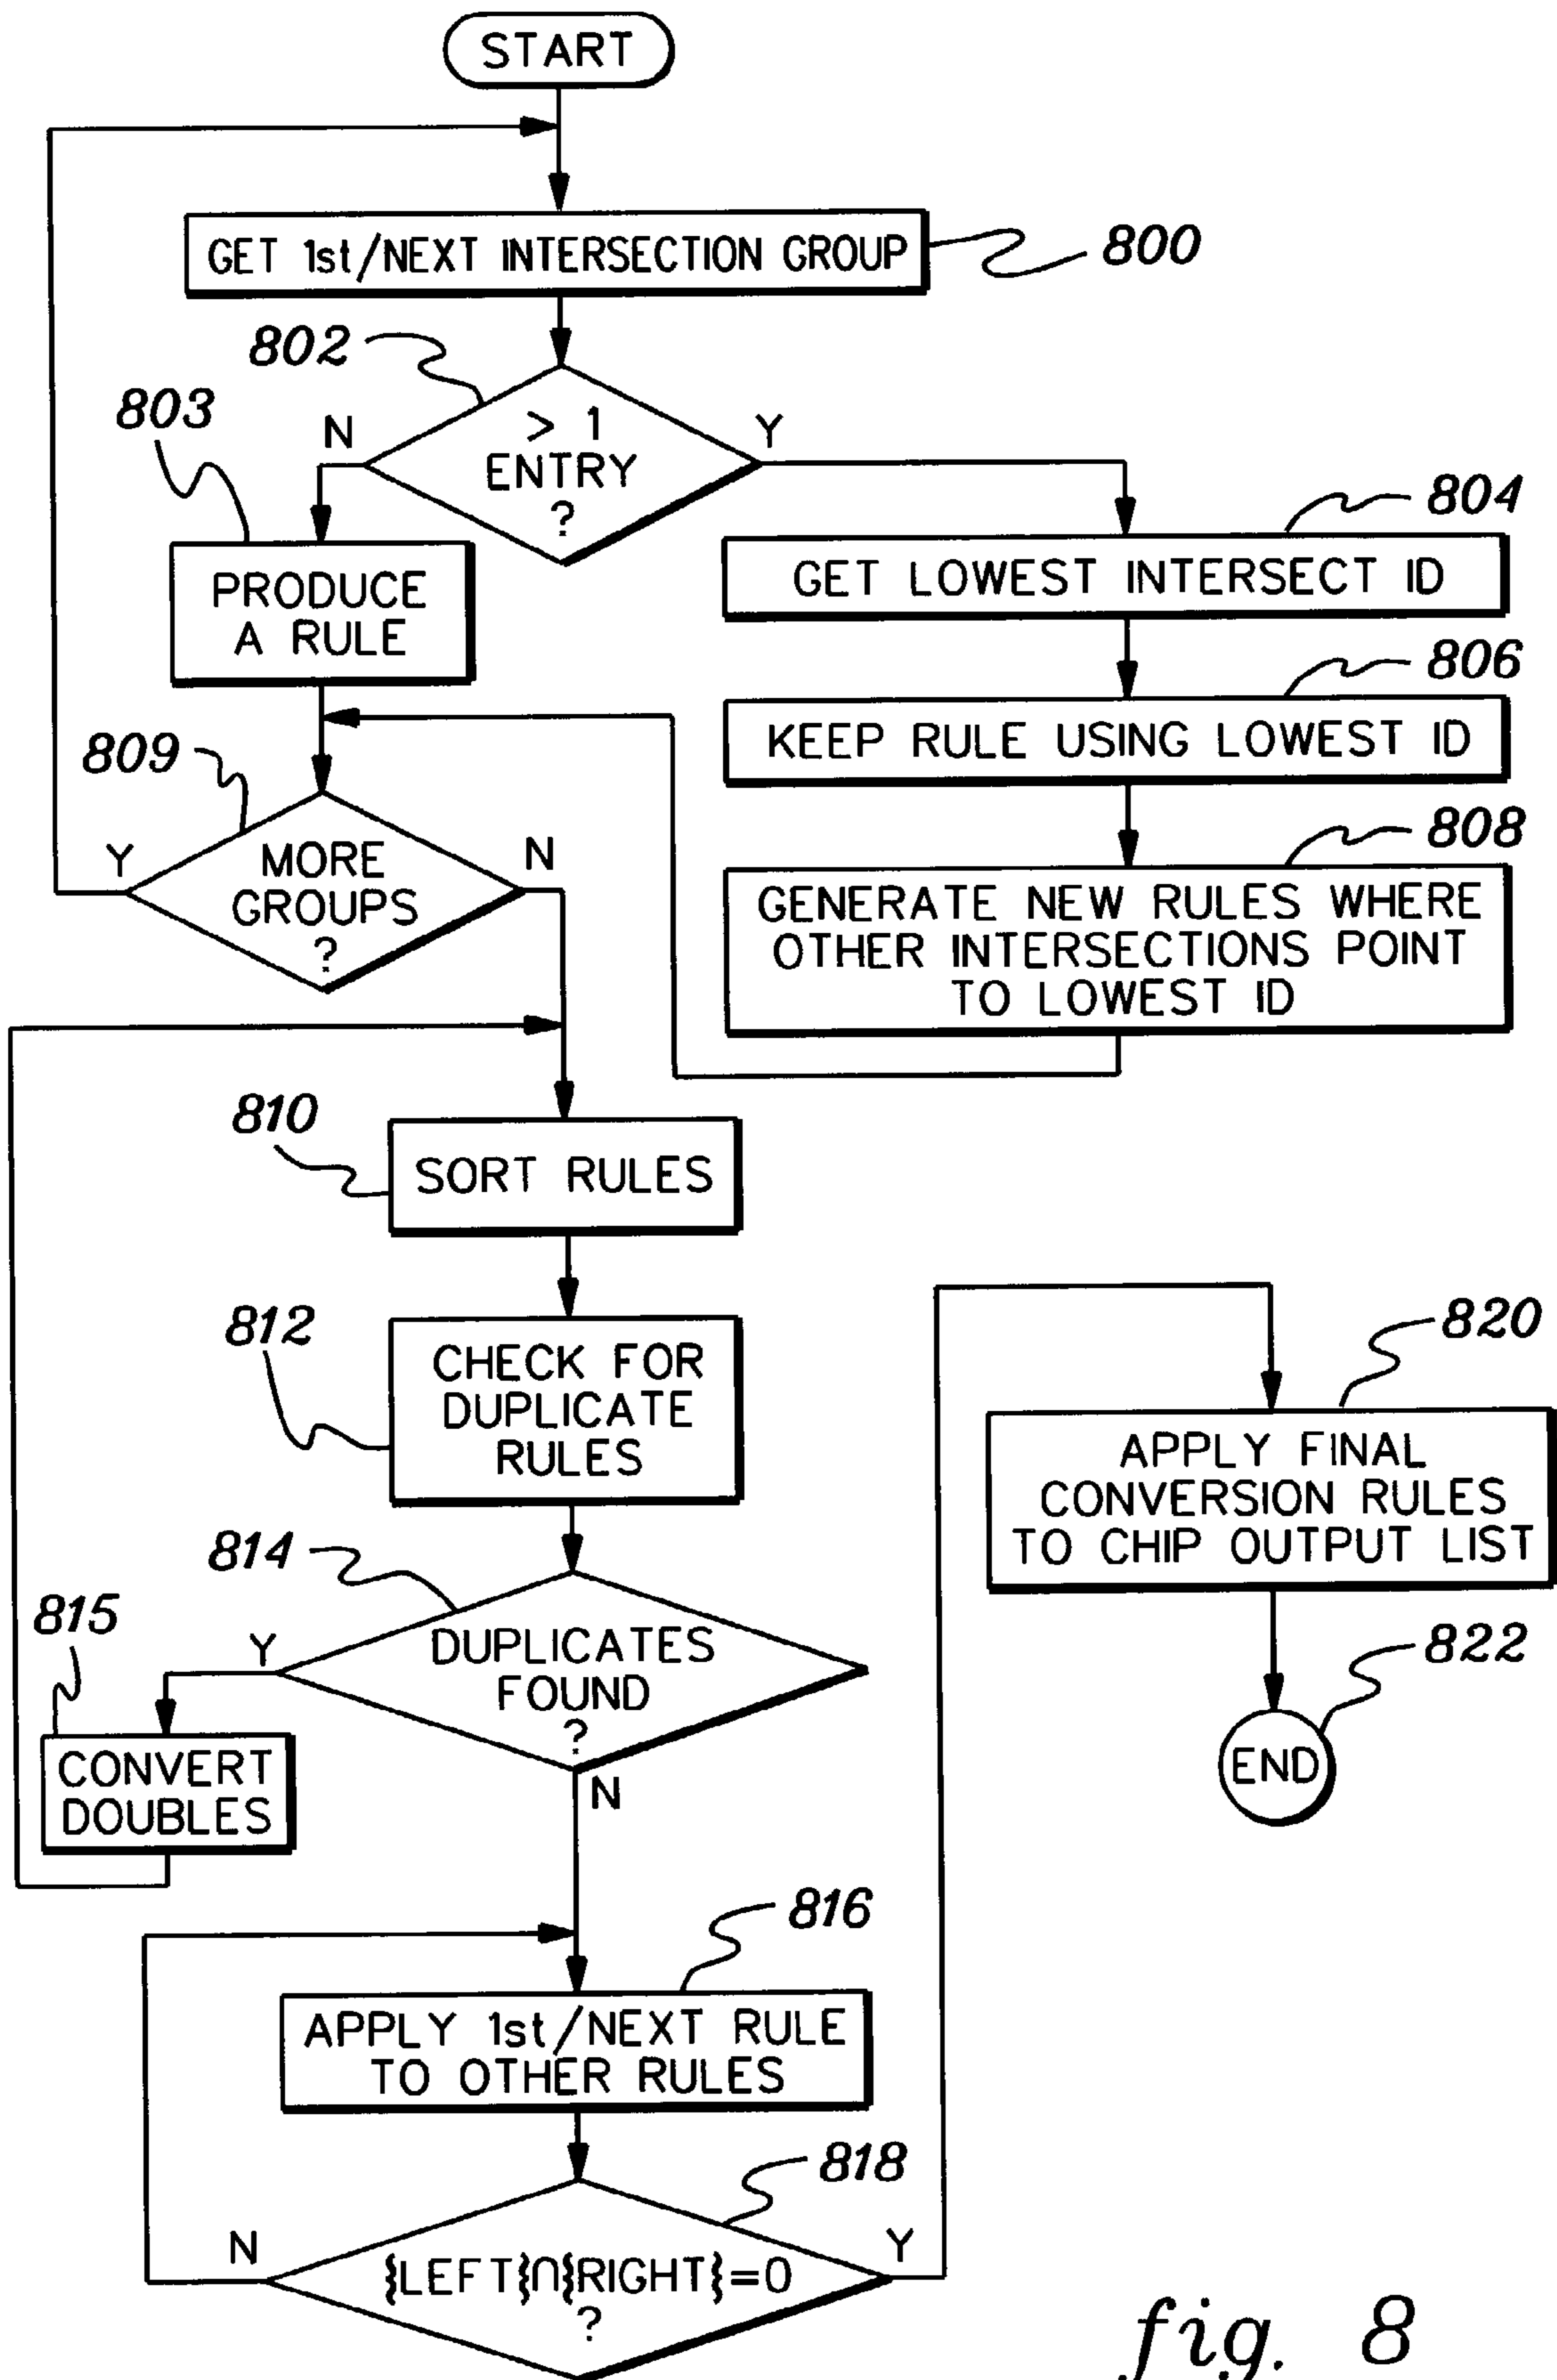 START
GET 1st/NEXT INTERSECTION GROUP
800
802
803
N
> 1
ENTRY
?
Y
804
PRODUCE
A RULE
GET LOWEST INTERSECT ID
806
KEEP RULE USING LOWEST ID
809
808
Y
MORE
GROUPS
?
N
GENERATE NEW RULES WHERE
OTHER INTERSECTIONS POINT
TO LOWEST ID
810
SORT RULES
812
CHECK FOR
DUPLICATE
RULES
820
APPLY FINAL
CONVERSION RULES
TO CHIP OUTPUT LIST
814
815
Y
DUPLICATES
FOUND
?
N
822
END
CONVERT
DOUBLES
816
APPLY 1st/NEXT RULE
TO OTHER RULES
818
N
{LEFT}∩{RIGHT}=0
?
Y
fig. 8